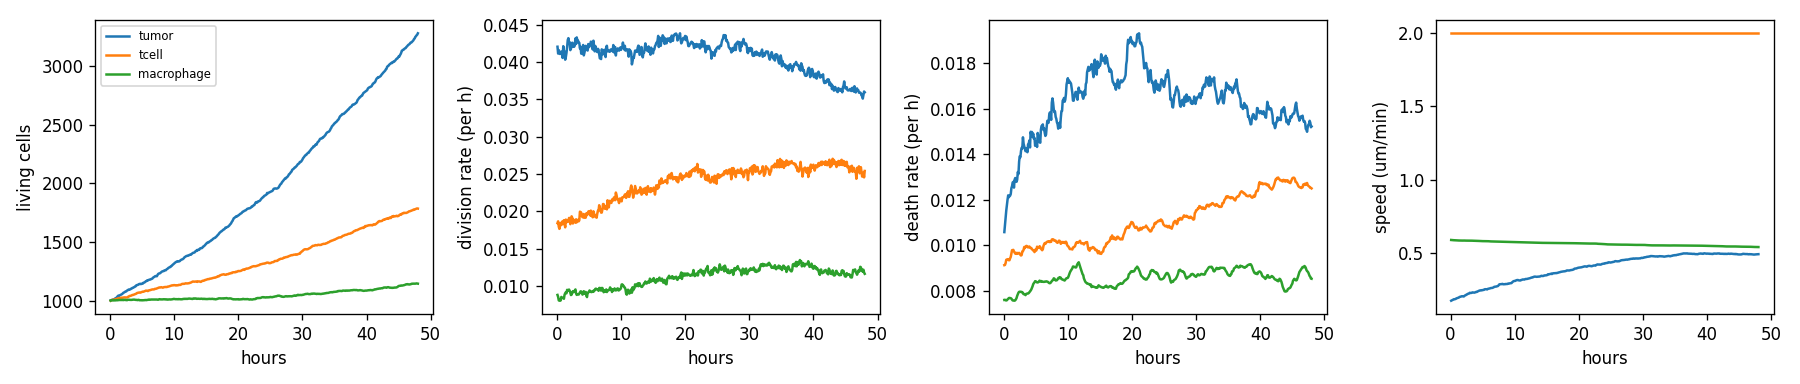 living cells
3000
2500
2000
1500
1000
tumor
tcell
macrophage
0 10 20 30 40 50
hours
division rate (per h)
0.045
0.040
0.035
0.030
0.025
0.020
0.015
0.010
0 10 20 30 40 50
hours
death rate (per h)
0.018
0.016
0.014
0.012
0.010
0.008
0 10 20 30 40 50
hours
speed (um/min)
2.0
1.5
1.0
0.5
0 10 20 30 40 50
hours